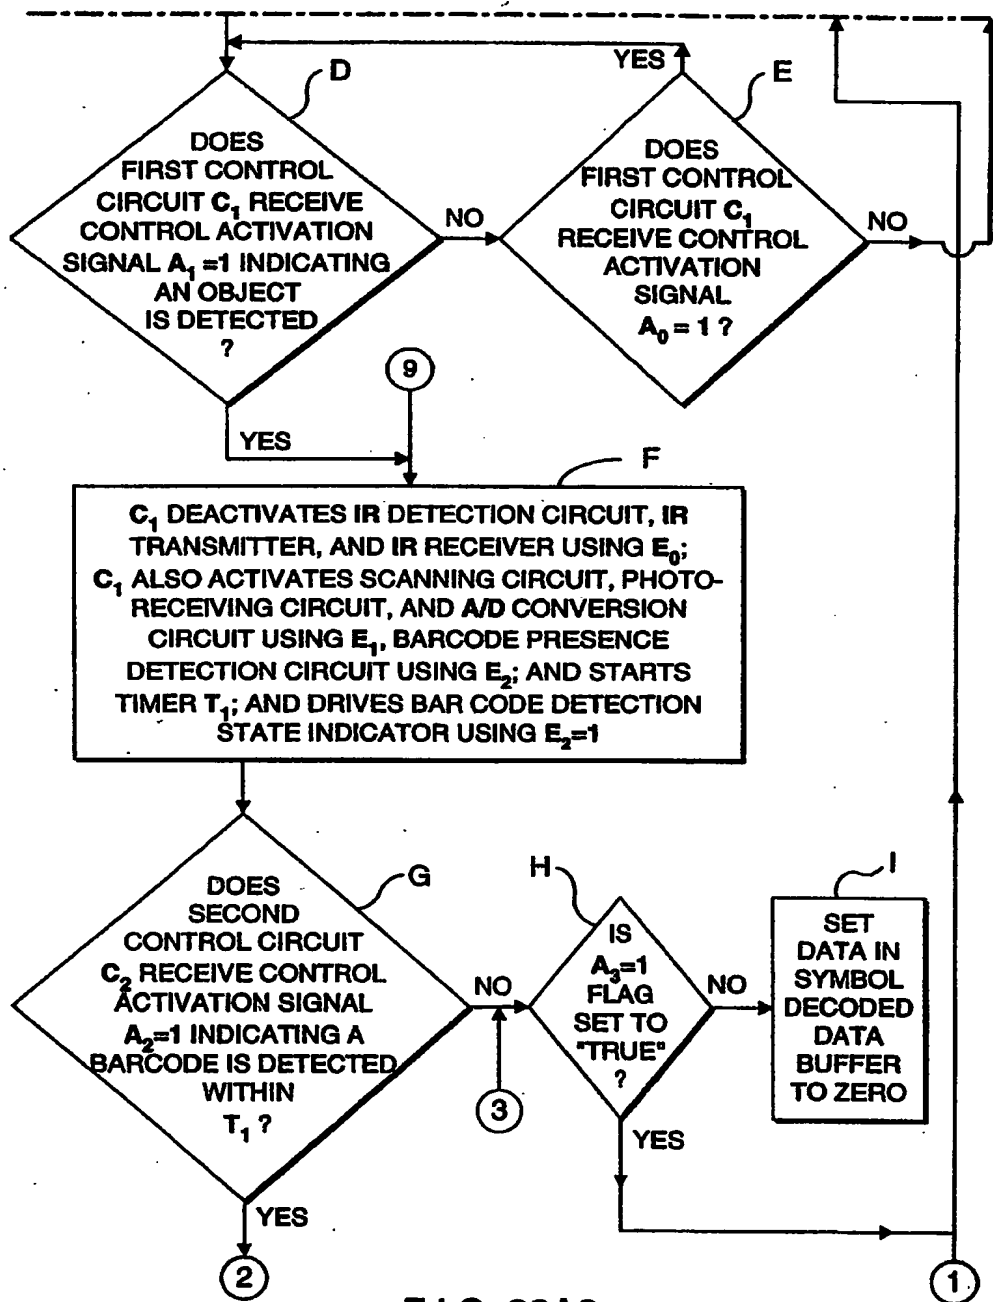 YES
D
E
DOES
FIRST CONTROL
CIRCUIT C1 RECEIVE
CONTROL ACTIVATION
SIGNAL A1 =1 INDICATING
AN OBJECT
IS DETECTED
?
NO
DOES
FIRST CONTROL
CIRCUIT C1
RECEIVE CONTROL
ACTIVATION
SIGNAL
A0 = 1 ?
NO
9
YES
F
C1 DEACTIVATES IR DETECTION CIRCUIT, IR
TRANSMITTER, AND IR RECEIVER USING E0;
C1 ALSO ACTIVATES SCANNING CIRCUIT, PHOTO-
RECEIVING CIRCUIT, AND A/D CONVERSION
CIRCUIT USING E1, BARCODE PRESENCE
DETECTION CIRCUIT USING E2; AND STARTS
TIMER T1; AND DRIVES BAR CODE DETECTION
STATE INDICATOR USING E2=1
G
DOES
SECOND
CONTROL CIRCUIT
C2 RECEIVE CONTROL
ACTIVATION SIGNAL
A2=1 INDICATING A
BARCODE IS DETECTED
WITHIN
T1 ?
NO
3
H
IS
A3=1
FLAG
SET TO
"TRUE"
?
NO
I
SET
DATA IN
SYMBOL
DECODED
DATA
BUFFER
TO ZERO
YES
YES
2
1